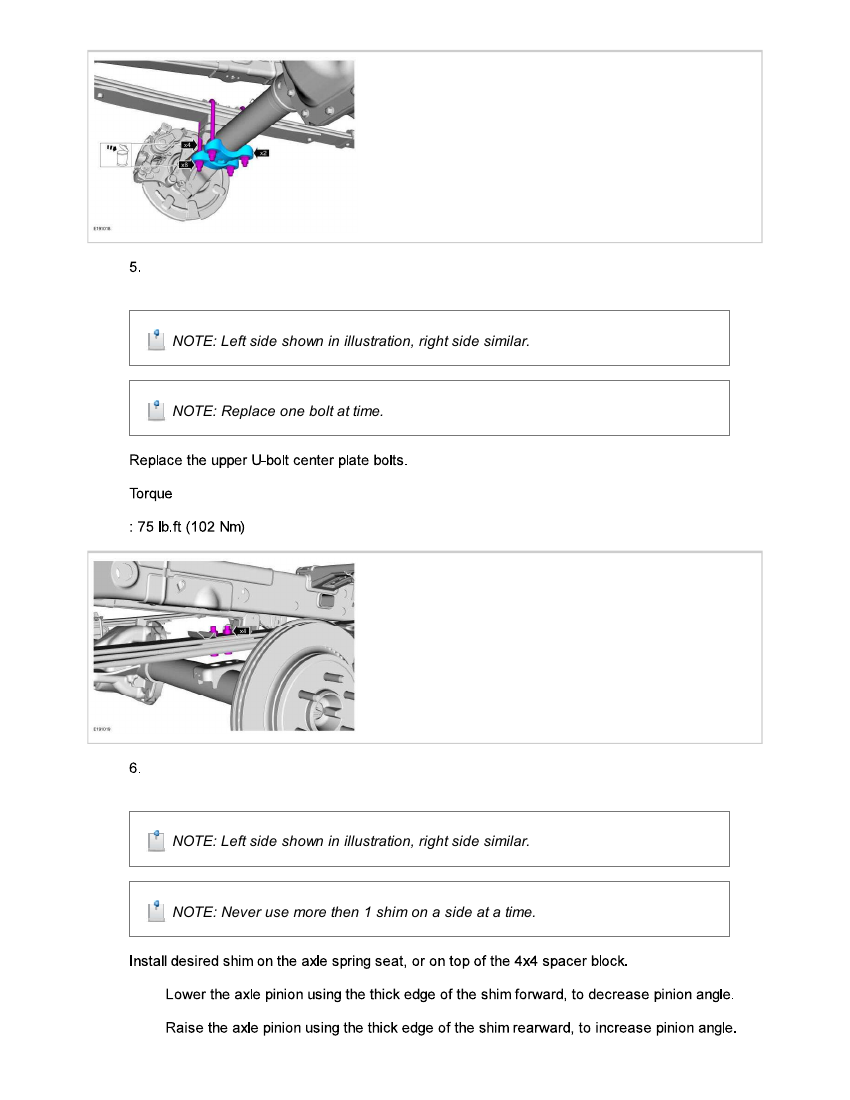 x4
x2
x8
E191018
5.
NOTE: Left side shown in illustration, right side similar.
NOTE: Replace one bolt at time.
Replace the upper U-bolt center plate bolts.
Torque
: 75 lb.ft (102 Nm)
x4
E191019
6.
NOTE: Left side shown in illustration, right side similar.
NOTE: Never use more then 1 shim on a side at a time.
Install desired shim on the axle spring seat, or on top of the 4x4 spacer block.
Lower the axle pinion using the thick edge of the shim forward, to decrease pinion angle.
Raise the axle pinion using the thick edge of the shim rearward, to increase pinion angle.